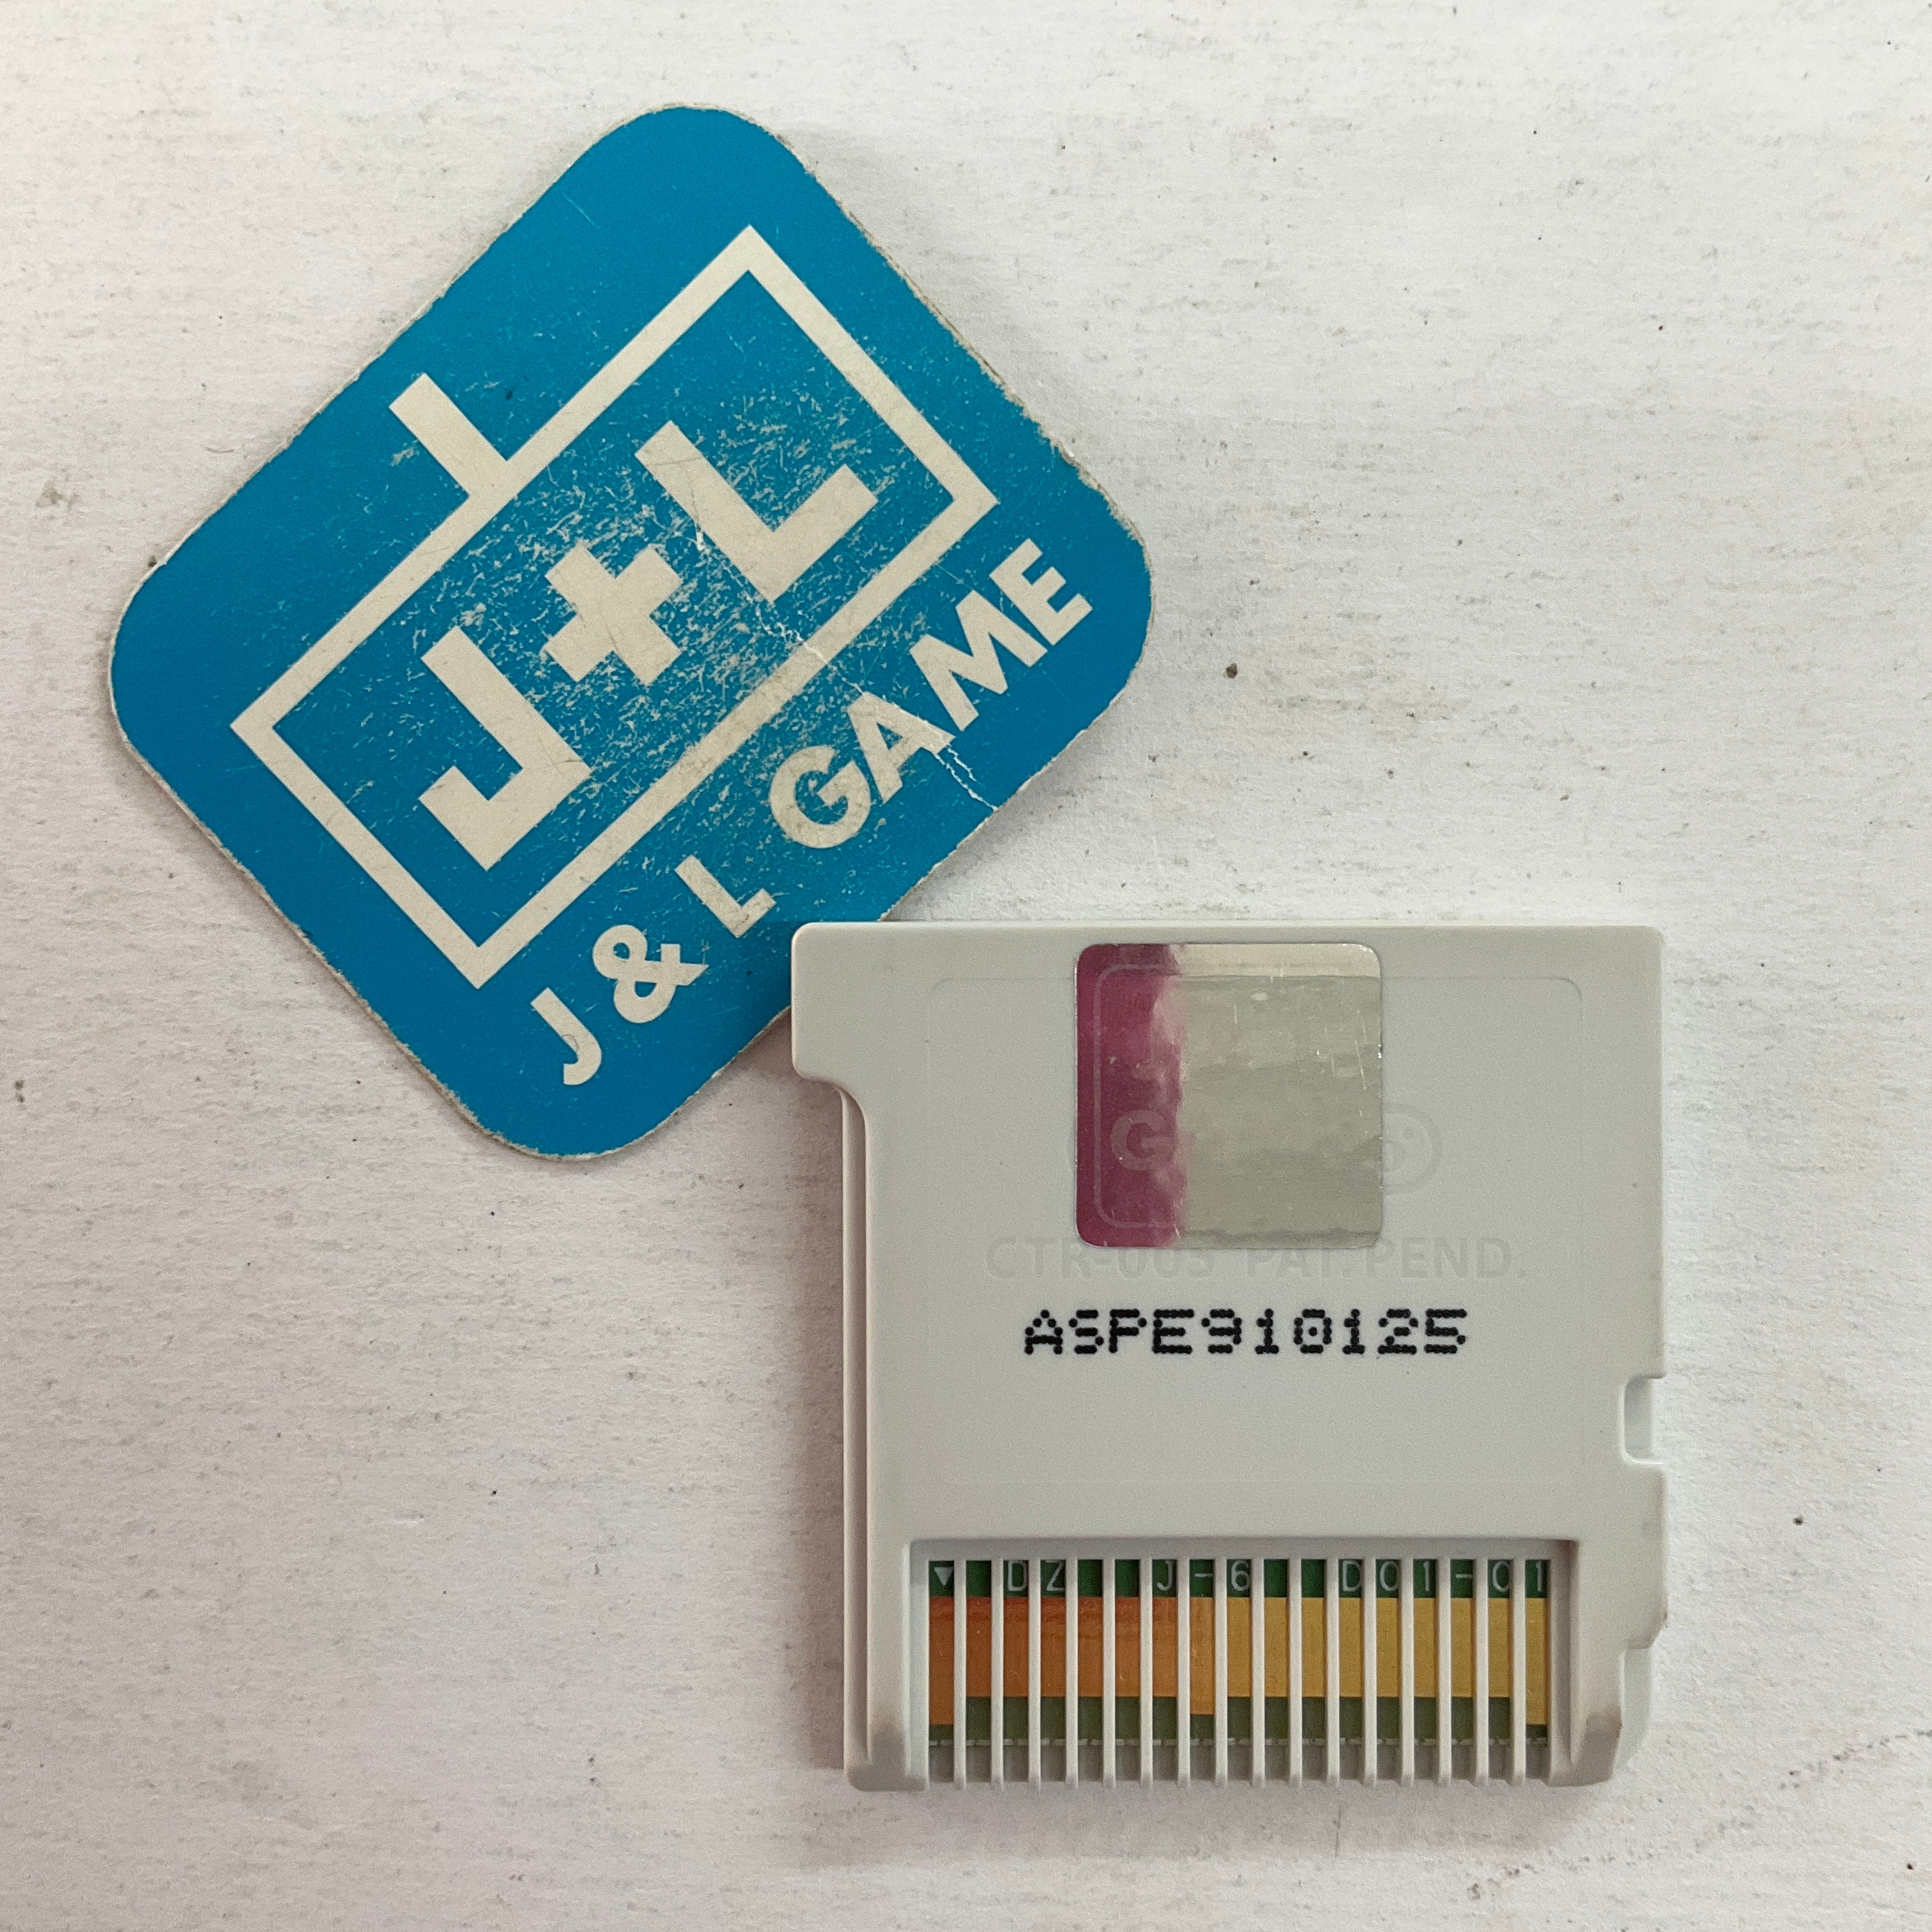 J+L
J & L GAME
CTR-005 PAT. PEND.
ASPE910125
DZ J-6 D01-01